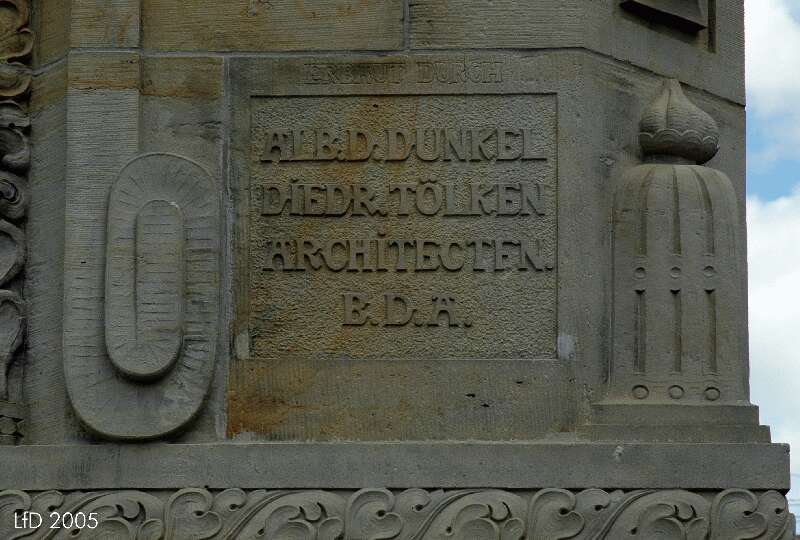 ERBAUT DURCH
ALB. D. DUNKEL
DIEDR. TÖLKEN
ARCHITECTEN.
B.D.A.
LfD 2005